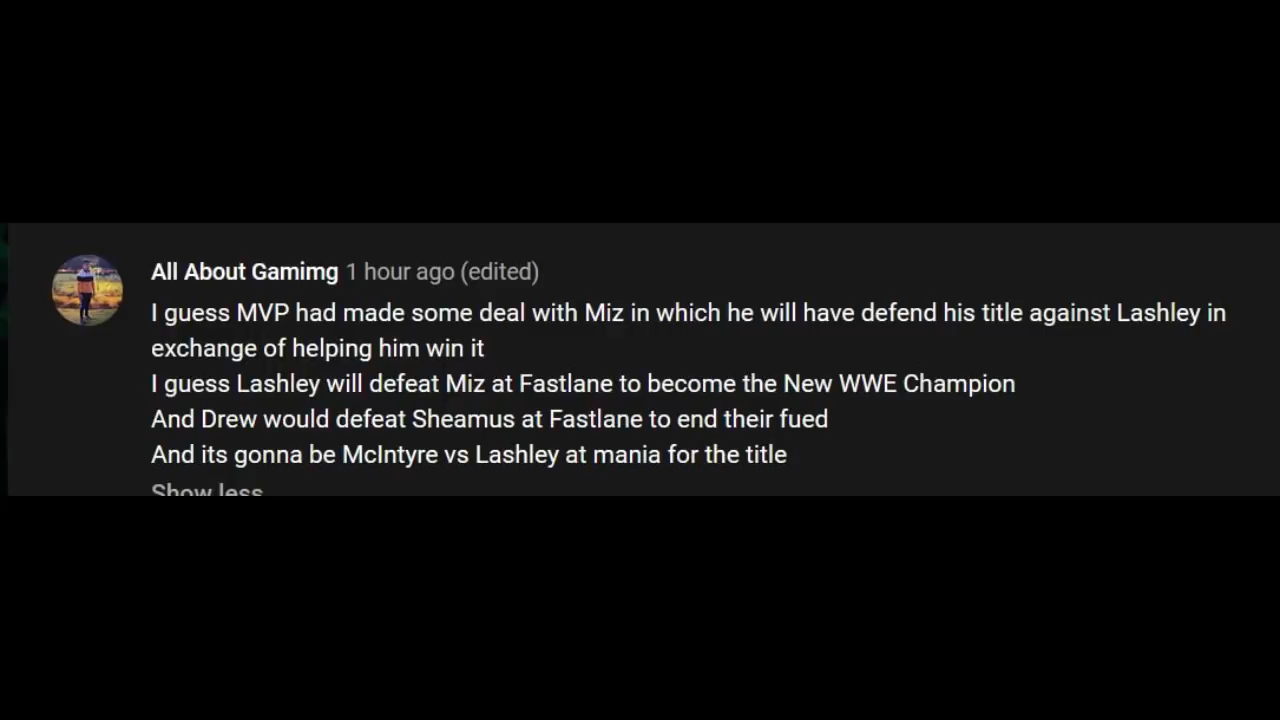 All About Gamimg 1 hour ago (edited)
I guess MVP had made some deal with Miz in which he will have defend his title against Lashley in
exchange of helping him win it
I guess Lashley will defeat Miz at Fastlane to become the New WWE Champion
And Drew would defeat Sheamus at Fastlane to end their fued
And its gonna be McIntyre vs Lashley at mania for the title
Show less